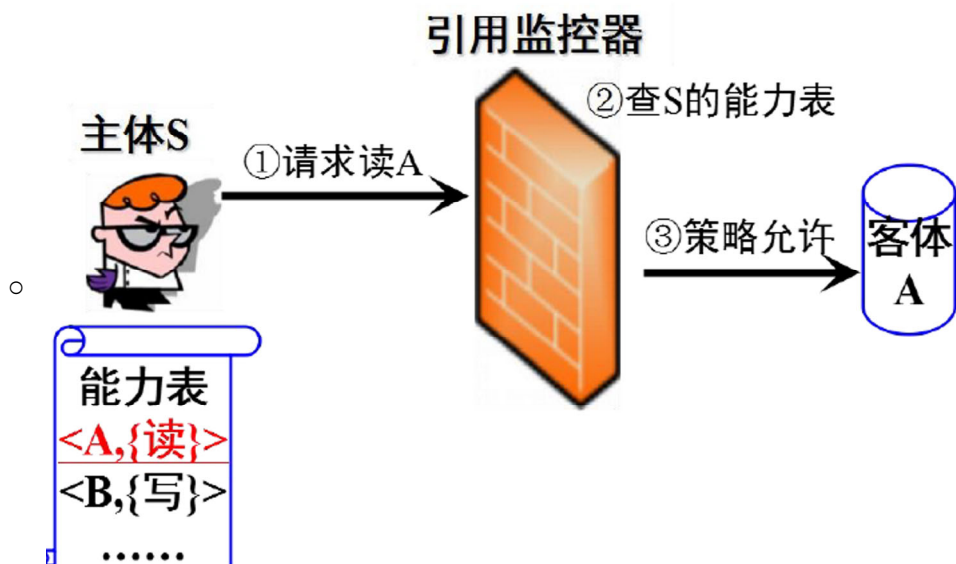 引用监控器
②查S的能力表
主体S
①请求读A
③策略允许
客体
A
能力表
<A,{读}>
<B,{写}>
······